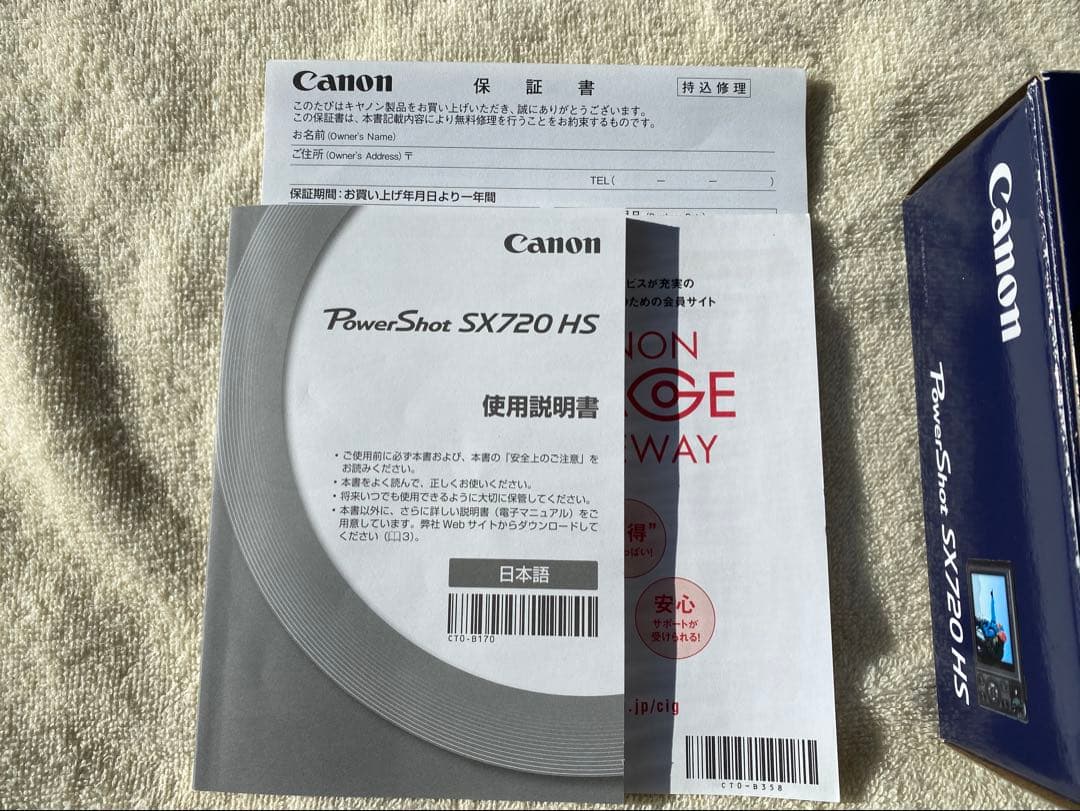 Canon 保証書 持込修理
このたびはキヤノン製品をお買い上げいただき、誠にありがとうございます。
この保証書は、本書記載内容により無料修理を行うことをお約束するものです。
お名前 (Owner's Name)
ご住所 (Owner's Address) 〒
TEL( － － )
保証期間：お買い上げ年月日より一年間
Canon
PowerShot SX720 HS
使用説明書
・ご使用前に必ず本書および、本書の「安全上のご注意」を
お読みください。
・本書をよく読んで、正しくお使いください。
・将来いつでも使用できるように大切に保管してください。
・本書以外に、さらに詳しい説明書（電子マニュアル）をご
用意しています。弊社 Web サイトからダウンロードして
ください（📖3）。
日本語
CT0-B170
ビスが充実の
のための会員サイト
NON
GE
EWAY
得”
っぱい!
安心
サポートが
受けられる!
.jp/cig
CT0-B358
Canon
PowerShot SX720 HS